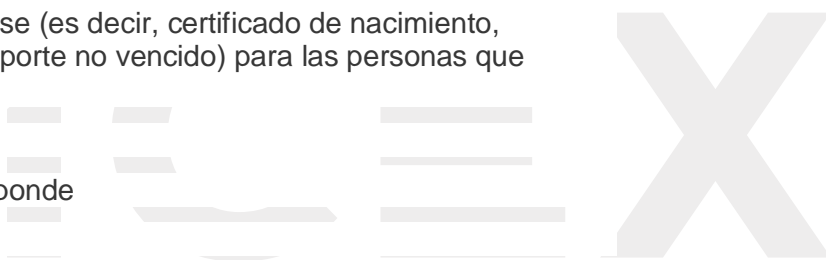 se (es decir, certificado de nacimiento,
porte no vencido) para las personas que
ponde